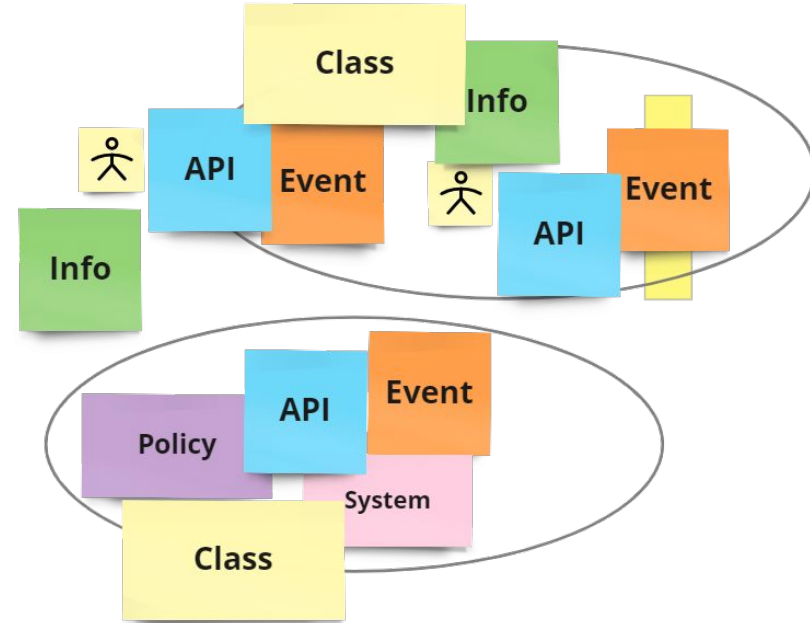 Class
Info
API
Event
Event
API
Info
Event
API
Policy
System
Class